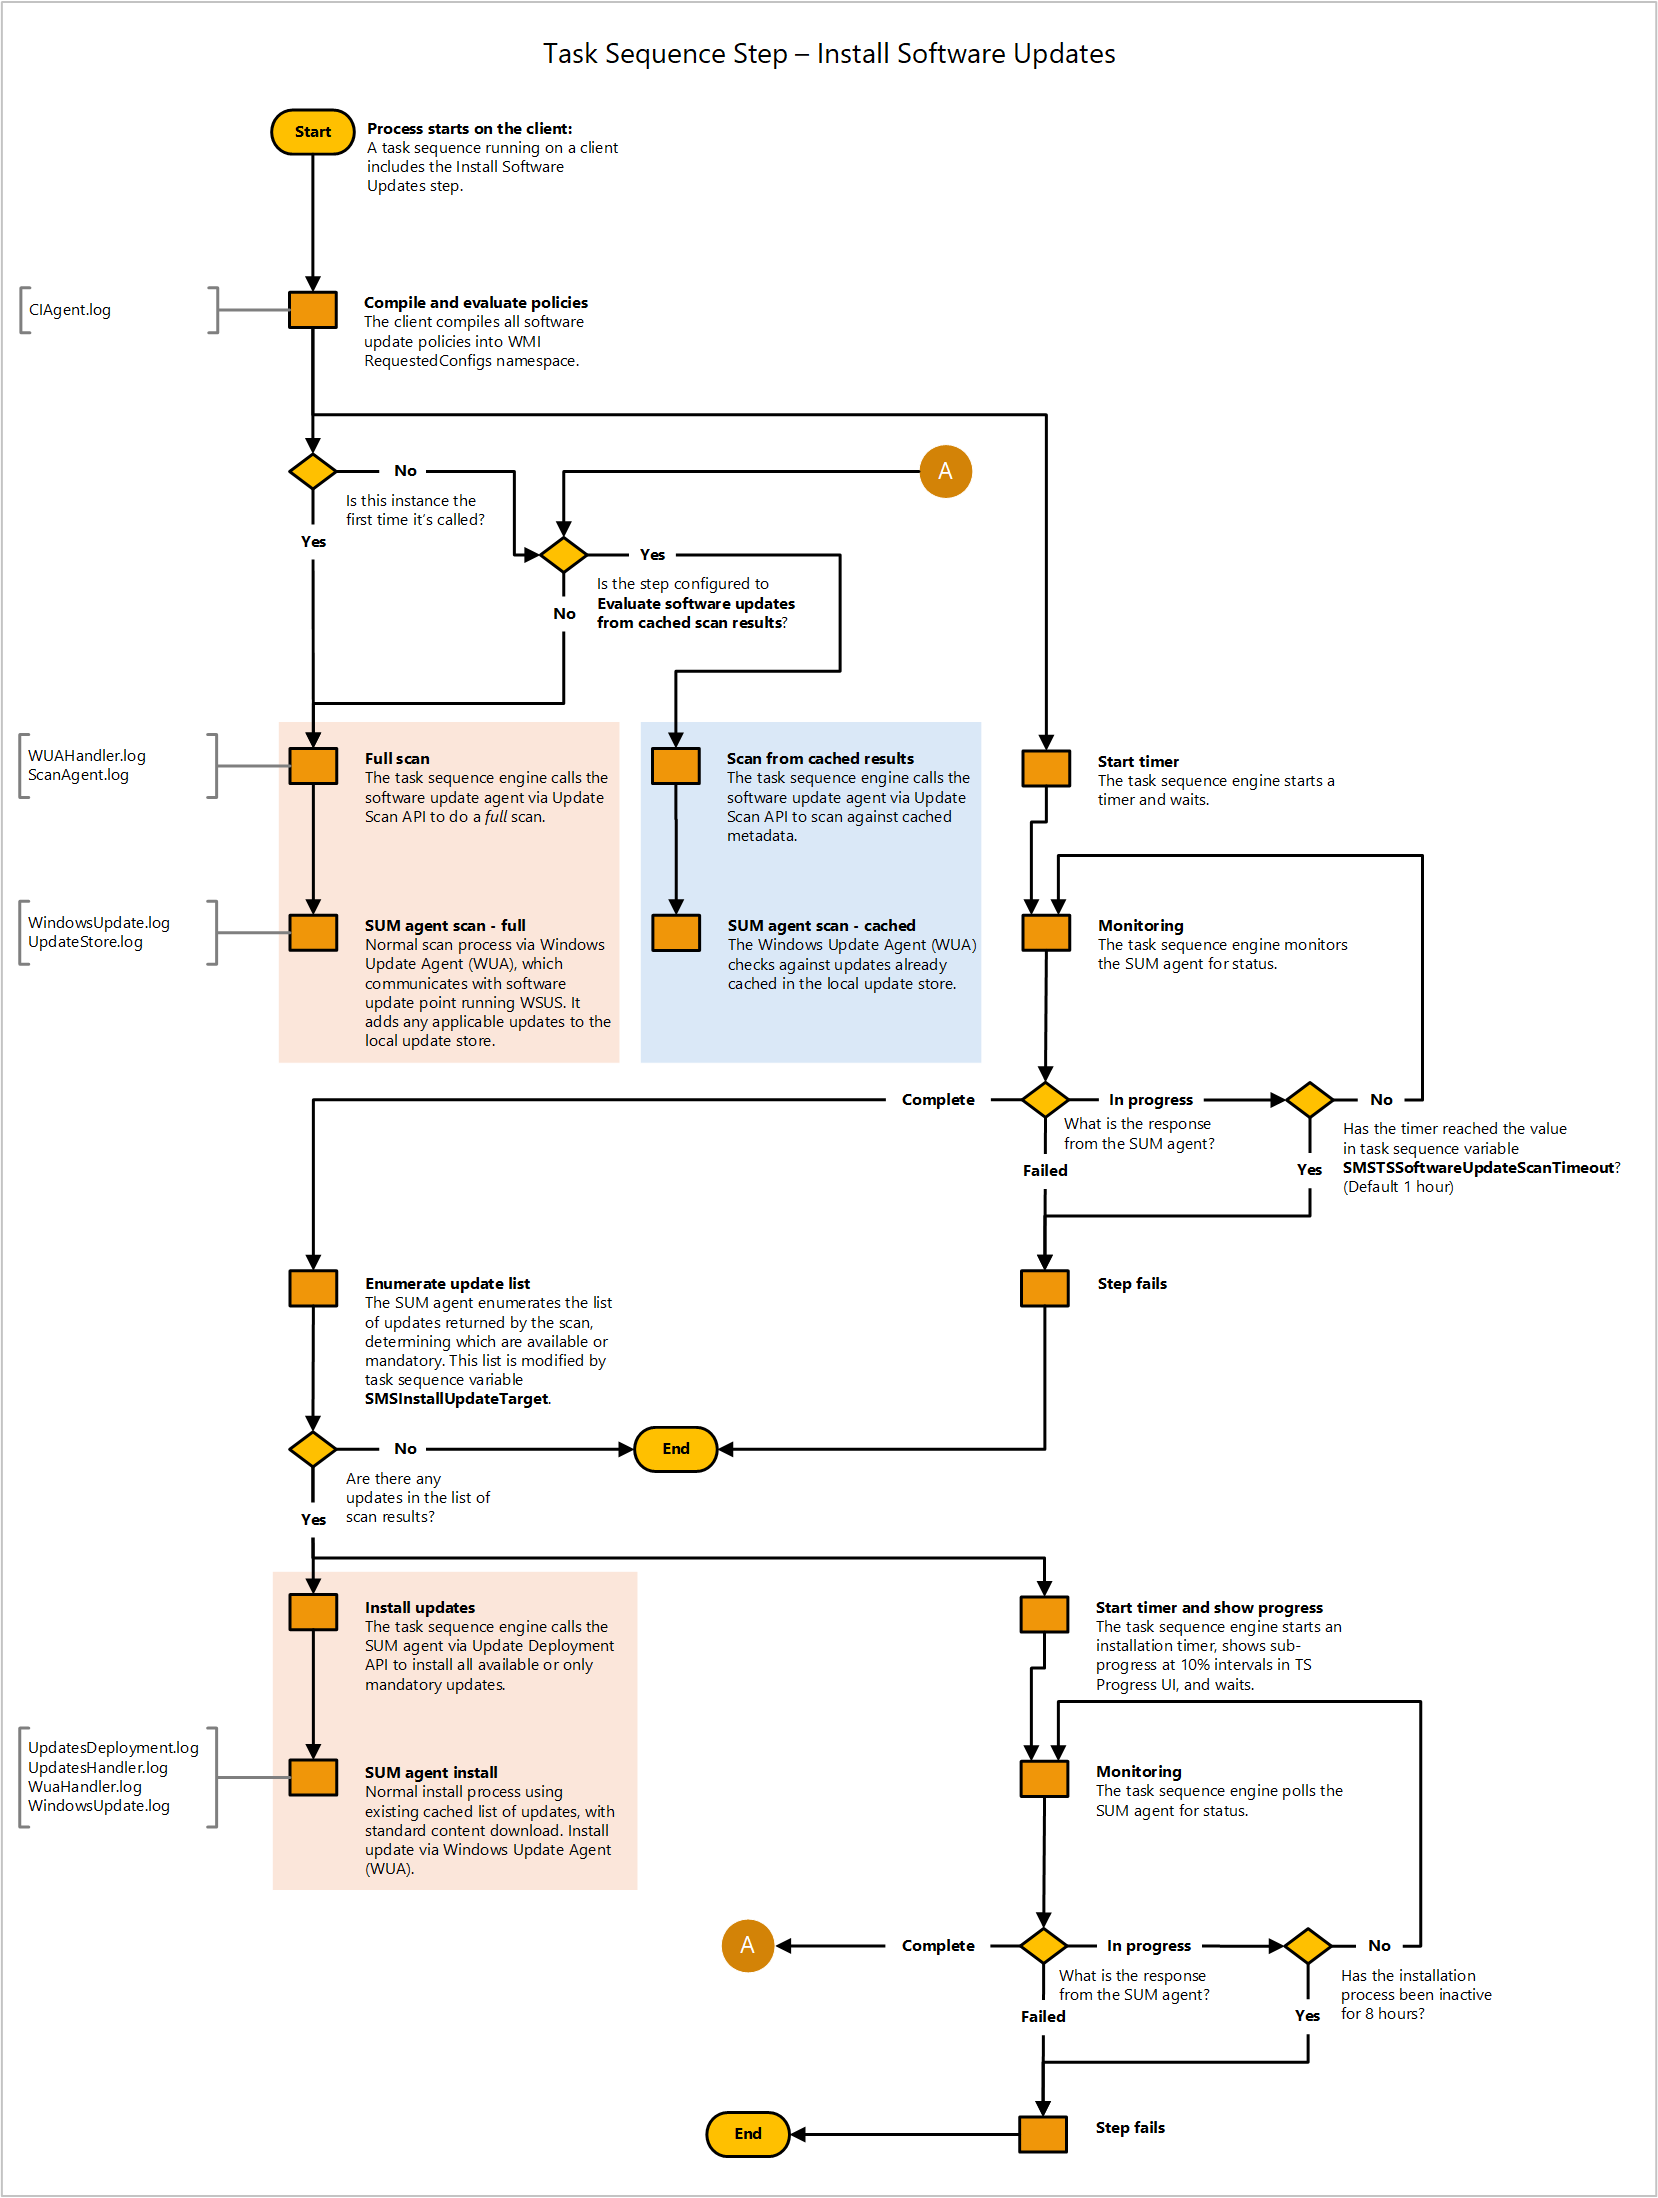 Task Sequence Step – Install Software Updates
Start
Process starts on the client:
A task sequence running on a client
includes the Install Software
Updates step.
CIAgent.log
Compile and evaluate policies
The client compiles all software
update policies into WMI
RequestedConfigs namespace.
No
A
Is this instance the
first time it's called?
Yes
Yes
Is the step configured to
Evaluate software updates
from cached scan results?
No
WUAHandler.log
ScanAgent.log
Full scan
The task sequence engine calls the
software update agent via Update
Scan API to do a full scan.
Scan from cached results
The task sequence engine calls the
software update agent via Update
Scan API to scan against cached
metadata.
Start timer
The task sequence engine starts a
timer and waits.
WindowsUpdate.log
UpdateStore.log
SUM agent scan - full
Normal scan process via Windows
Update Agent (WUA), which
communicates with software
update point running WSUS. It
adds any applicable updates to the
local update store.
SUM agent scan - cached
The Windows Update Agent (WUA)
checks against updates already
cached in the local update store.
Monitoring
The task sequence engine monitors
the SUM agent for status.
Complete
In progress
No
What is the response
from the SUM agent?
Failed
Yes
Has the timer reached the value
in task sequence variable
SMSTSSoftwareUpdateScanTimeout?
(Default 1 hour)
Enumerate update list
The SUM agent enumerates the list
of updates returned by the scan,
determining which are available or
mandatory. This list is modified by
task sequence variable
SMSInstallUpdateTarget.
Step fails
No
End
Are there any
updates in the list of
scan results?
Yes
Install updates
The task sequence engine calls the
SUM agent via Update Deployment
API to install all available or only
mandatory updates.
Start timer and show progress
The task sequence engine starts an
installation timer, shows sub-
progress at 10% intervals in TS
Progress UI, and waits.
UpdatesDeployment.log
UpdatesHandler.log
WuaHandler.log
WindowsUpdate.log
SUM agent install
Normal install process using
existing cached list of updates, with
standard content download. Install
update via Windows Update Agent
(WUA).
Monitoring
The task sequence engine polls the
SUM agent for status.
A
Complete
In progress
No
What is the response
from the SUM agent?
Failed
Yes
Has the installation
process been inactive
for 8 hours?
Step fails
End